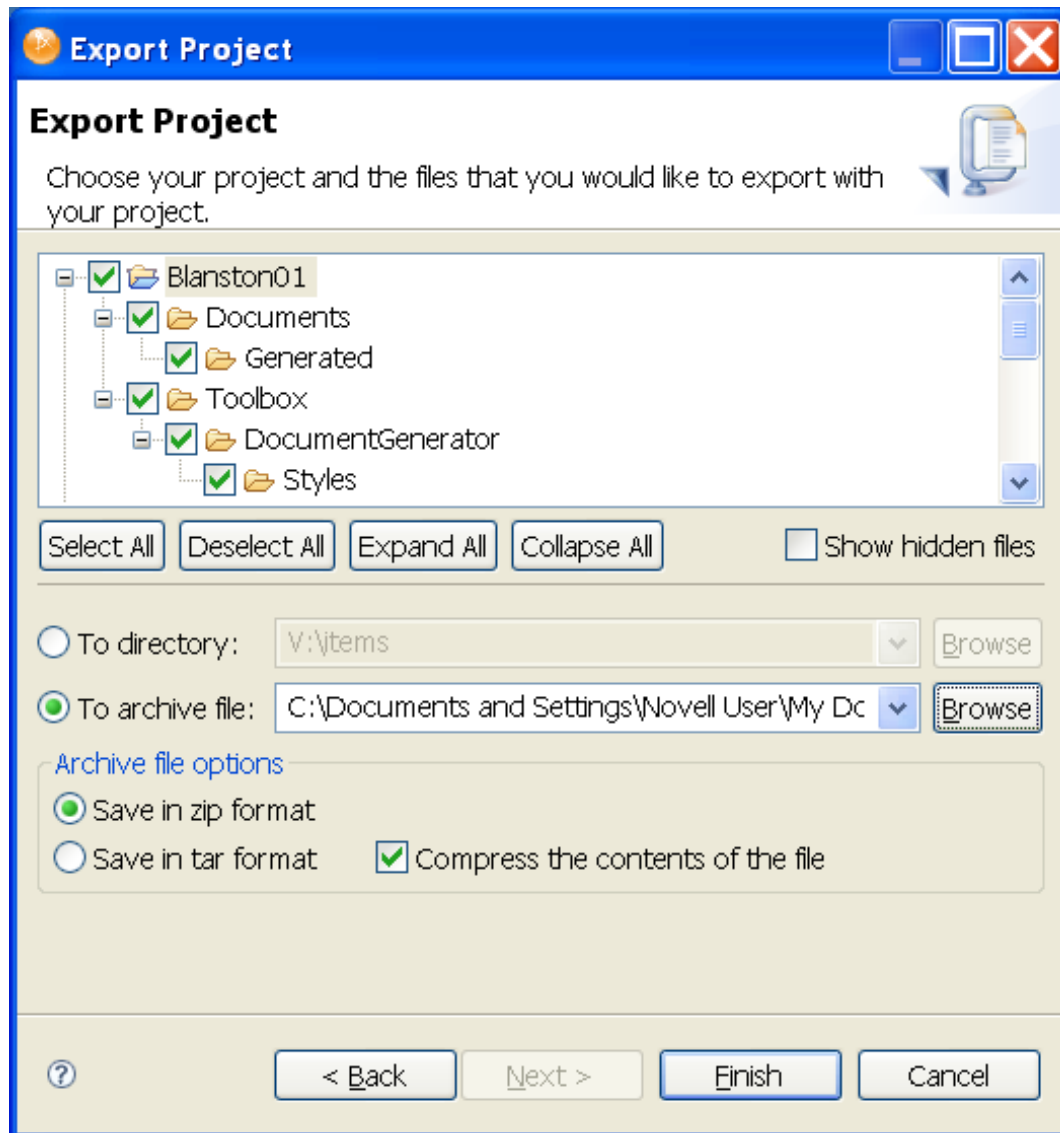 Export Project
Export Project
Choose your project and the files that you would like to export with
your project.
Blanston01
Documents
Generated
Toolbox
DocumentGenerator
Styles
Select All Deselect All Expand All Collapse All Show hidden files
To directory: V:\items Browse
To archive file: C:\Documents and Settings\Novell User\My Dc Browse
Archive file options
Save in zip format
Save in tar format Compress the contents of the file
? < Back Next > Finish Cancel